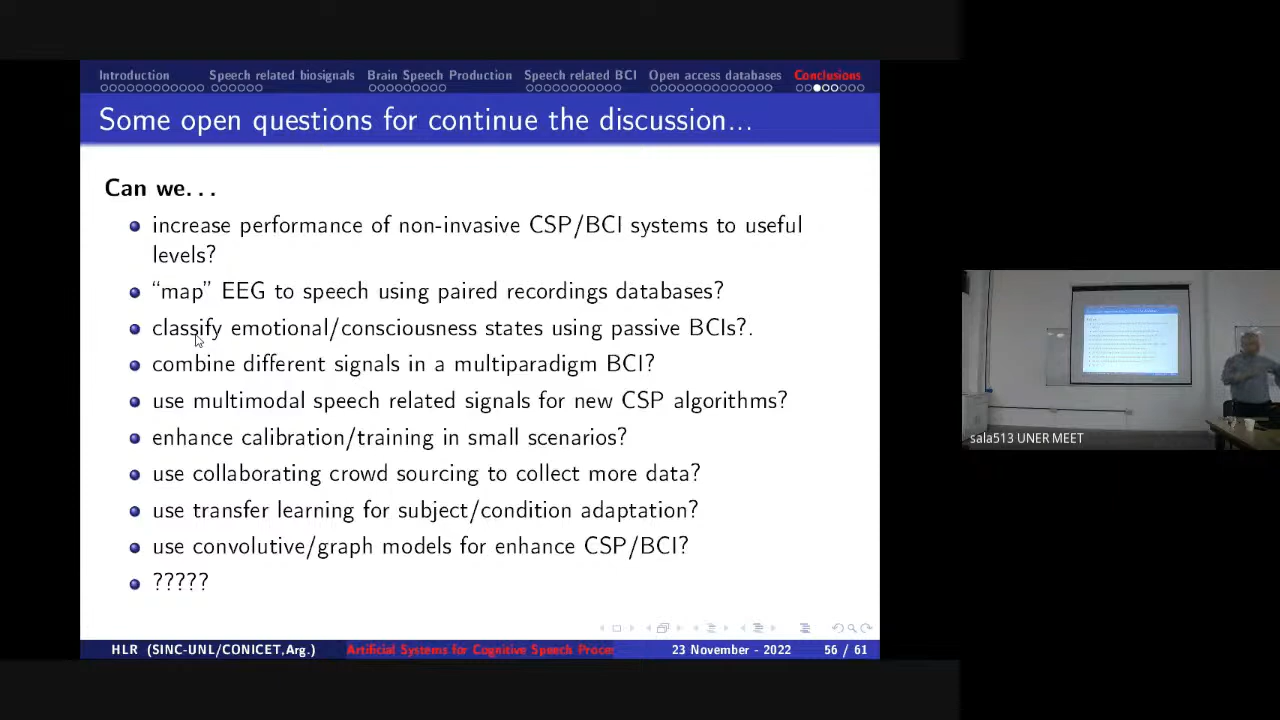 Introduction Speech related biosignals Brain Speech Production Speech related BCI Open access databases Conclusions
Some open questions for continue the discussion...
Can we...
increase performance of non-invasive CSP/BCI systems to useful
levels?
“map” EEG to speech using paired recordings databases?
classify emotional/consciousness states using passive BCIs?.
combine different signals in a multiparadigm BCI?
use multimodal speech related signals for new CSP algorithms?
enhance calibration/training in small scenarios?
use collaborating crowd sourcing to collect more data?
use transfer learning for subject/condition adaptation?
use convolutive/graph models for enhance CSP/BCI?
?????
HLR (SINC-UNL/CONICET,Arg.) Artificial Systems for Cognitive Speech Proces 23 November - 2022 56 / 61
sala513 UNER MEET